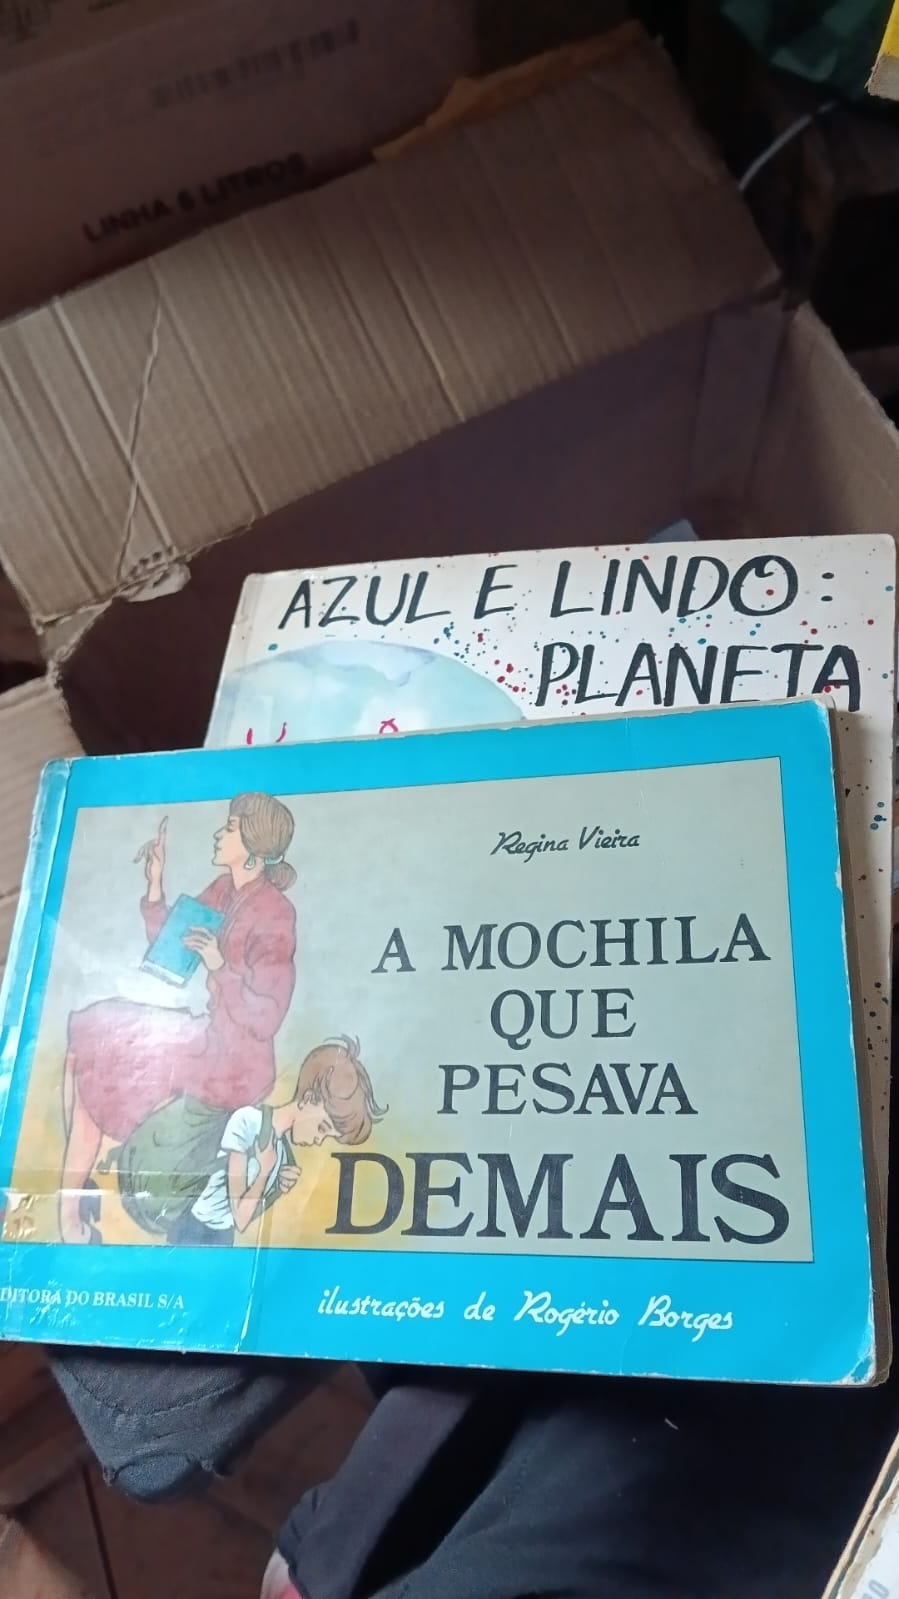 LINHA 6 LITROS
AZUL E LINDO:
PLANETA
Regina Vieira
A MOCHILA
QUE
PESAVA
DEMAIS
DITORA DO BRASIL S/A
ilustrações de Rogério Borges